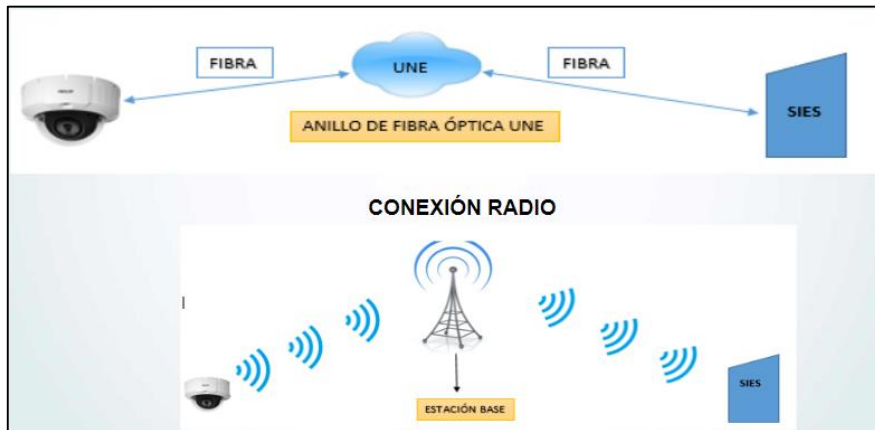 FIBRA
UNE
FIBRA
SIES
ANILLO DE FIBRA ÓPTICA UNE
CONEXIÓN RADIO
SIES
ESTACIÓN BASE